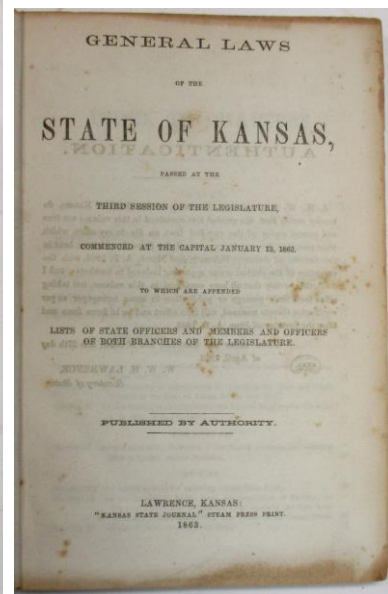 GENERAL LAWS
OF THE
STATE OF KANSAS,
PASSED AT THE
THIRD SESSION OF THE LEGISLATURE,
COMMENCED AT THE CAPITAL JANUARY 13, 1863.
TO WHICH ARE APPENDED
LISTS OF STATE OFFICERS AND MEMBERS AND OFFICERS
OF BOTH BRANCHES OF THE LEGISLATURE.
PUBLISHED BY AUTHORITY.
LAWRENCE, KANSAS:
"KANSAS STATE JOURNAL" STEAM PRESS PRINT.
1863.